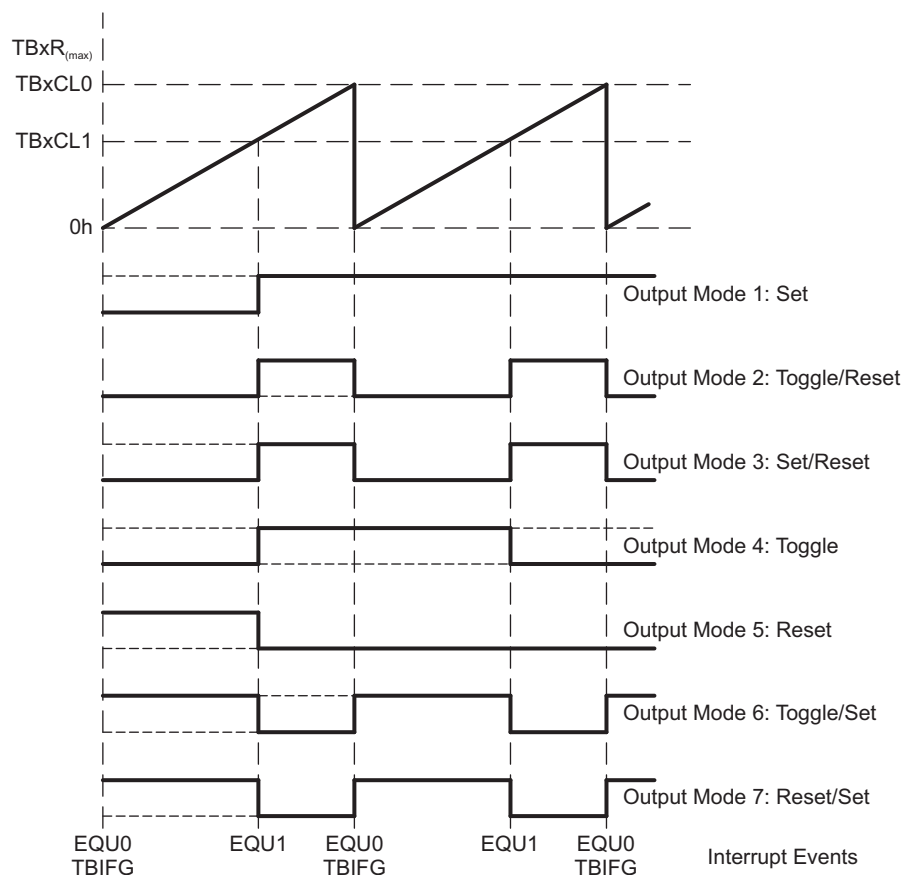 TBxR(max)
TBxCL0
TBxCL1
0h
Output Mode 1: Set
Output Mode 2: Toggle/Reset
Output Mode 3: Set/Reset
Output Mode 4: Toggle
Output Mode 5: Reset
Output Mode 6: Toggle/Set
Output Mode 7: Reset/Set
EQU0 EQU1 EQU0 EQU1 EQU0
TBIFG TBIFG TBIFG
Interrupt Events